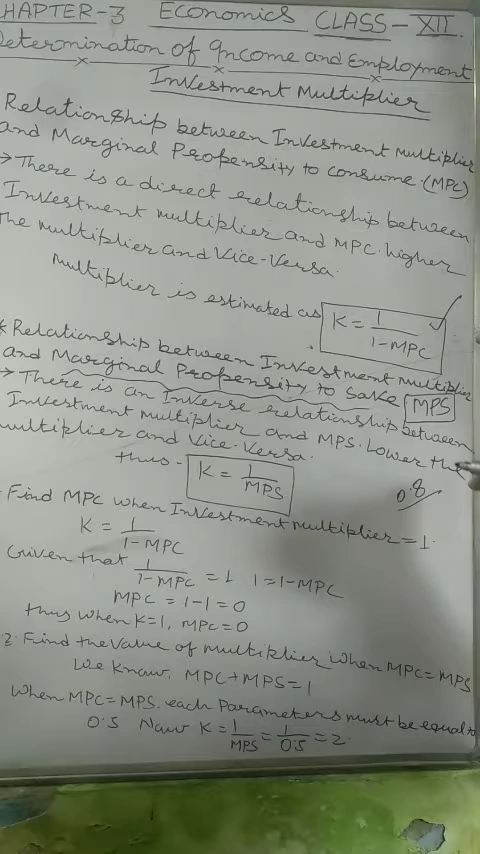 HAPTER-3 Economics CLASS-XII.
Determination of Income and Employment
Investment Multiplier
Relationship between Investment multiplier
and Marginal Propensity to consume.(MPC)
→ There is a direct relationship between
Investment multiplier and MPC. higher
the multiplier and Vice-Versa.
multiplier is estimated as K = 1/1-MPC
* Relationship between Investment Multiplier
and Marginal Propensity to Sake MPS
→ There is an Inverse relationship between
Investment multiplier and MPS. Lower the
multiplier and Vice-Versa.
thus- K = 1/MPS
0.8
Find MPC when Investment multiplier = 1.
K = 1/1-MPC
Given that 1/1-MPC = 1 1 = 1-MPC
MPC = 1-1 = 0
thus when K=1, MPC=0
2. Find the value of multiklier when MPC = MPS
We Know. MPC + MPS = 1
When MPC = MPS. each Parameters must be equal to
0.5 Naw K = 1/MPS = 1/0.5 = 2.